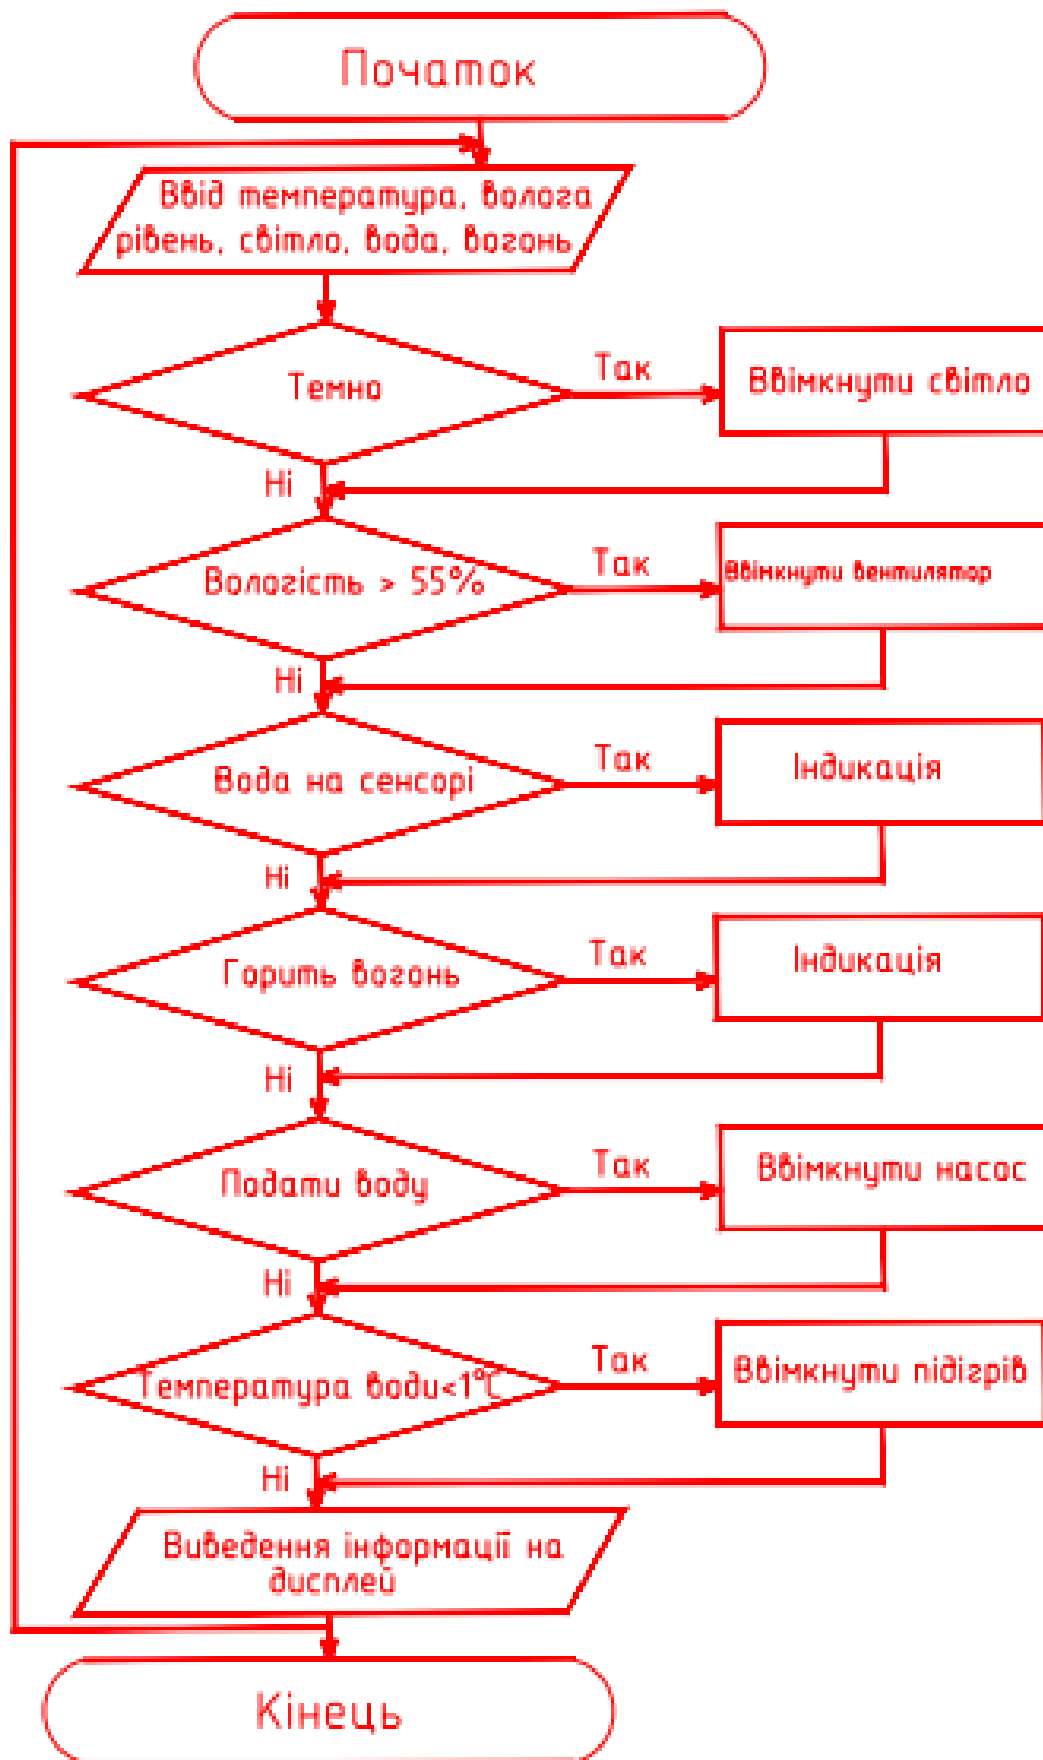 Початок
Ввід температура, волога
рівень, світло, вода, вогонь
Темно
Так
Ввімкнути світло
Ні
Вологість > 55%
Так
Ввімкнути вентилятор
Ні
Вода на сенсорі
Так
Індикація
Ні
Горить вогонь
Так
Індикація
Ні
Подати воду
Так
Ввімкнути насос
Ні
Температура води<1°C
Так
Ввімкнути підігрів
Ні
Виведення інформації на
дисплей
Кінець